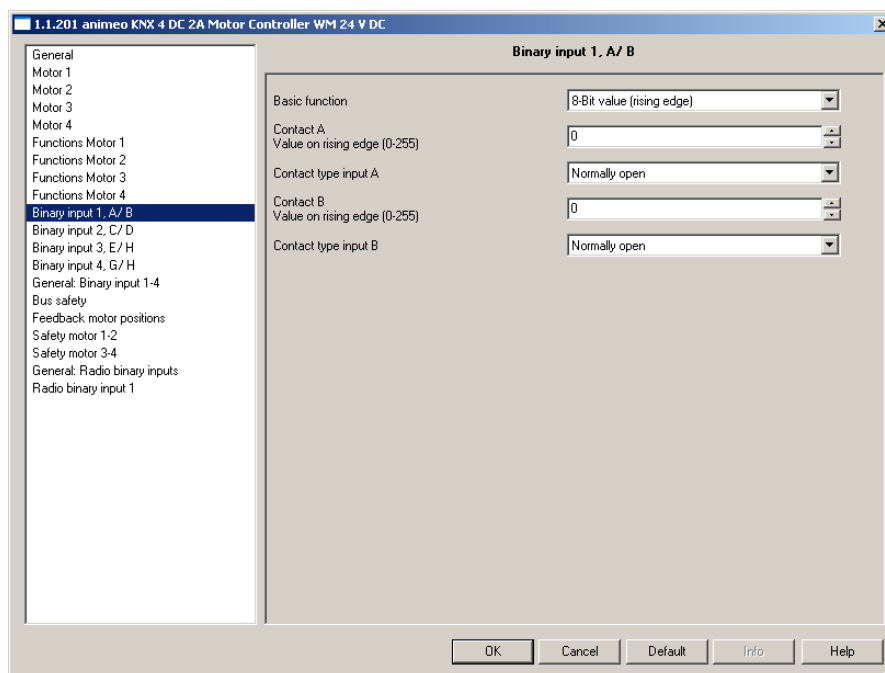 1.1.201 animeo KNX 4 DC 2A Motor Controller WM 24 V DC
General
Motor 1
Motor 2
Motor 3
Motor 4
Functions Motor 1
Functions Motor 2
Functions Motor 3
Functions Motor 4
Binary input 1, A/ B
Binary input 2, C/ D
Binary input 3, E/ H
Binary input 4, G/ H
General: Binary input 1-4
Bus safety
Feedback motor positions
Safety motor 1-2
Safety motor 3-4
General: Radio binary inputs
Radio binary input 1
Binary input 1, A/ B
Basic function
8-Bit value (rising edge)
Contact A
Value on rising edge (0-255)
0
Contact type input A
Normally open
Contact B
Value on rising edge (0-255)
0
Contact type input B
Normally open
OK
Cancel
Default
Info
Help